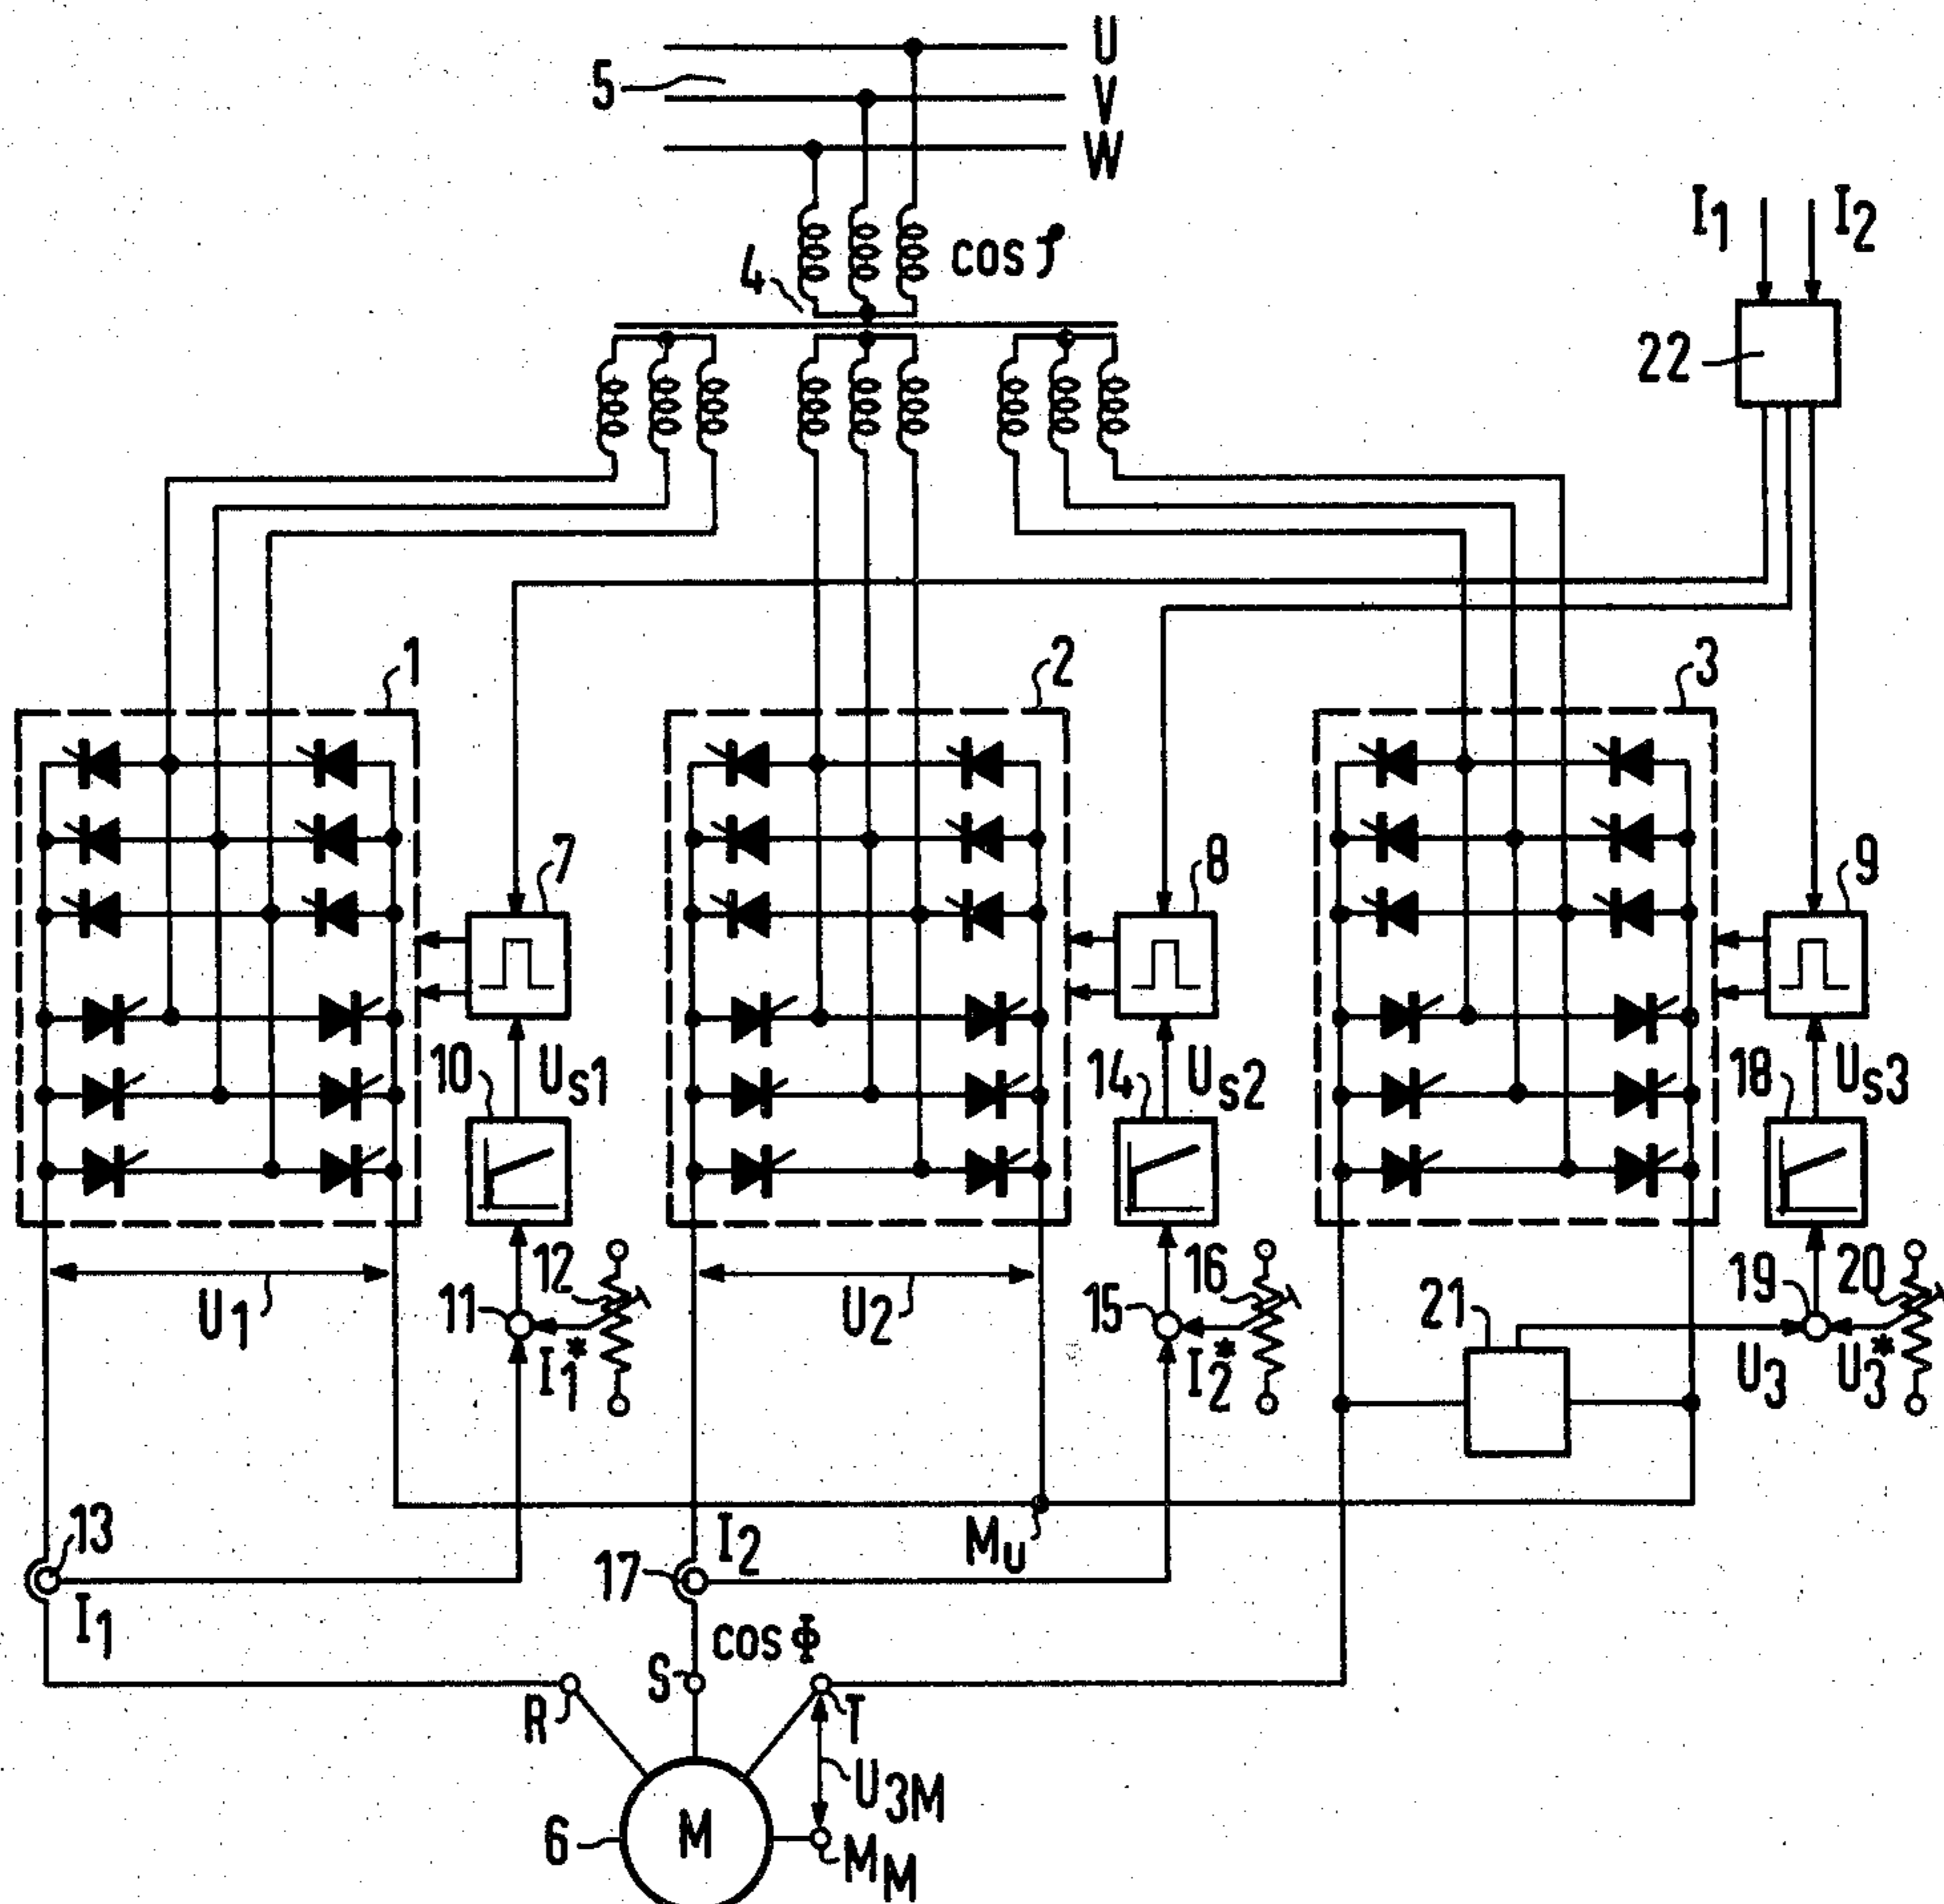 U
5
V
W
I1 I2
4 cos
22
1 2 3
7 8 9
10 Us1 14 Us2 18 Us3
12 16 19 20
11 15 21
U1 I1* U2 I2* U3 U3*
13 I2 MU
17
I1
cos Φ
S
R T
U3M
6 M
MM